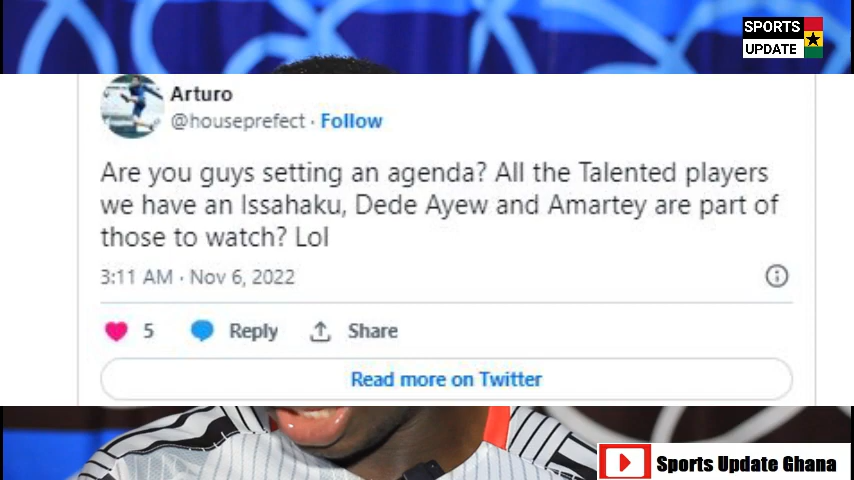 SPORTS
UPDATE
Arturo
@houseprefect · Follow
Are you guys setting an agenda? All the Talented players
we have an Issahaku, Dede Ayew and Amartey are part of
those to watch? Lol
3:11 AM · Nov 6, 2022
5 Reply Share
Read more on Twitter
Sports Update Ghana